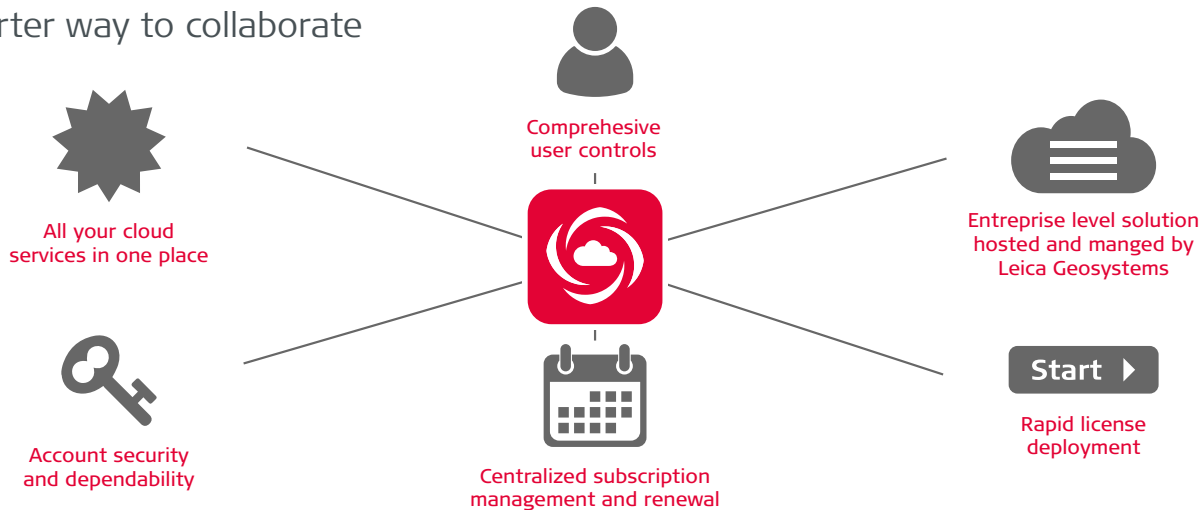 rter way to collaborate
Comprehesive
user controls
All your cloud
services in one place
Entreprise level solution
hosted and manged by
Leica Geosystems
Account security
and dependability
Start
Rapid license
deployment
Centralized subscription
management and renewal